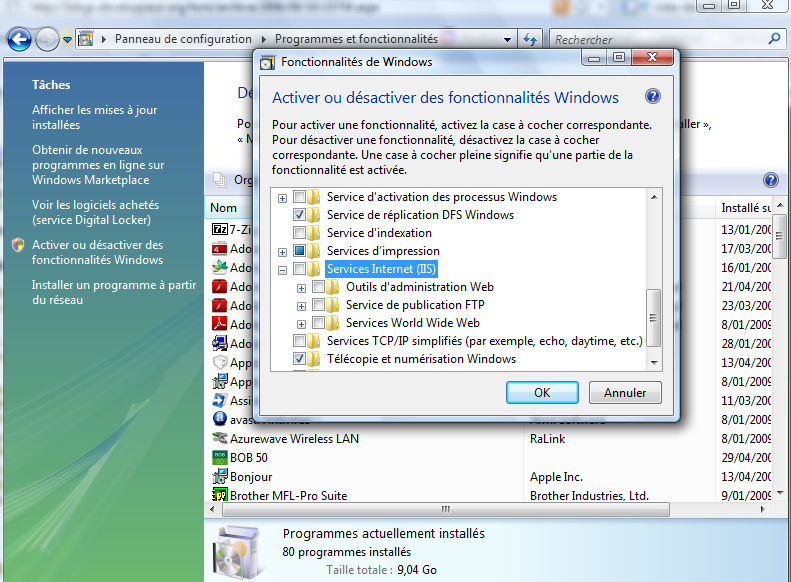 Panneau de configuration
Programmes et fonctionnalités
Rechercher
Tâches
Afficher les mises à jour
installées
Obtenir de nouveaux
programmes en ligne sur
Windows Marketplace
Voir les logiciels achetés
(service Digital Locker)
Activer ou désactiver des
fonctionnalités Windows
Installer un programme à partir
du réseau
Fonctionnalités de Windows
Activer ou désactiver des fonctionnalités Windows
Pour activer une fonctionnalité, activez la case à cocher correspondante.
Pour désactiver une fonctionnalité, désactivez la case à cocher
correspondante. Une case à cocher pleine signifie qu'une partie de la
fonctionnalité est activée.
Service d'activation des processus Windows
Service de réplication DFS Windows
Service d'indexation
Services d'impression
Services Internet (IIS)
Outils d'administration Web
Service de publication FTP
Services World Wide Web
Services TCP/IP simplifiés (par exemple, echo, daytime, etc.)
Télécopie et numérisation Windows
OK
Annuler
Nom
Installé su
7-Zi
13/01/200
Ado
17/03/200
Ado
16/01/200
Ado
21/04/200
Ado
23/03/200
Ado
8/01/2009
Ado
28/01/200
App
13/04/200
App
8/01/2009
Assi
11/03/200
8/01/2009
Azurewave Wireless LAN
RaLink
8/01/2009
BOB 50
29/04/200
Bonjour
Apple Inc.
13/04/200
Brother MFL-Pro Suite
Brother Industries, Ltd.
9/01/2009
Programmes actuellement installés
80 programmes installés
Taille totale : 9,04 Go